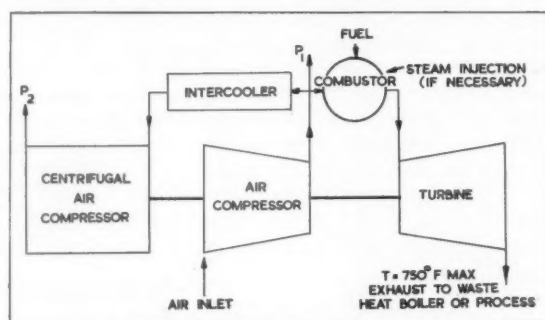 FUEL
P1
STEAM INJECTION
(IF NECESSARY)
COMBUSTOR
P2
INTERCOOLER
CENTRIFUGAL
AIR
COMPRESSOR
AIR
COMPRESSOR
TURBINE
T = 750° F MAX
EXHAUST TO WASTE
HEAT BOILER OR PROCESS
AIR INLET